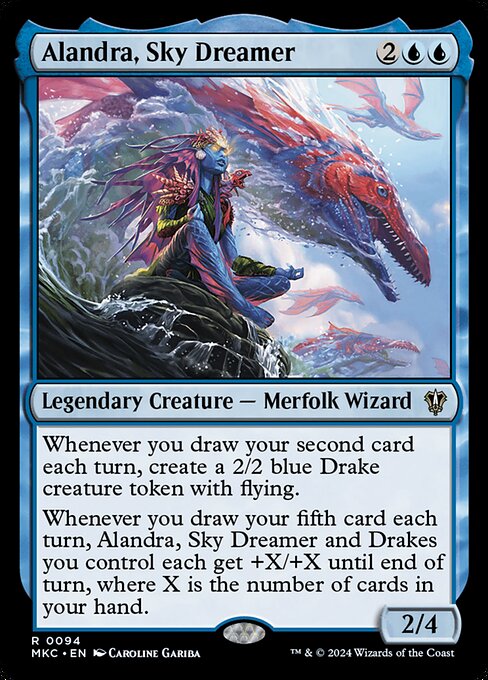 Alandra, Sky Dreamer 2
Legendary Creature — Merfolk Wizard
Whenever you draw your second card
each turn, create a 2/2 blue Drake
creature token with flying.
Whenever you draw your fifth card each
turn, Alandra, Sky Dreamer and Drakes
you control each get +X/+X until end of
turn, where X is the number of cards in
your hand.
2/4
R 0094
MKC • EN Caroline Gariba
™ & © 2024 Wizards of the Coast